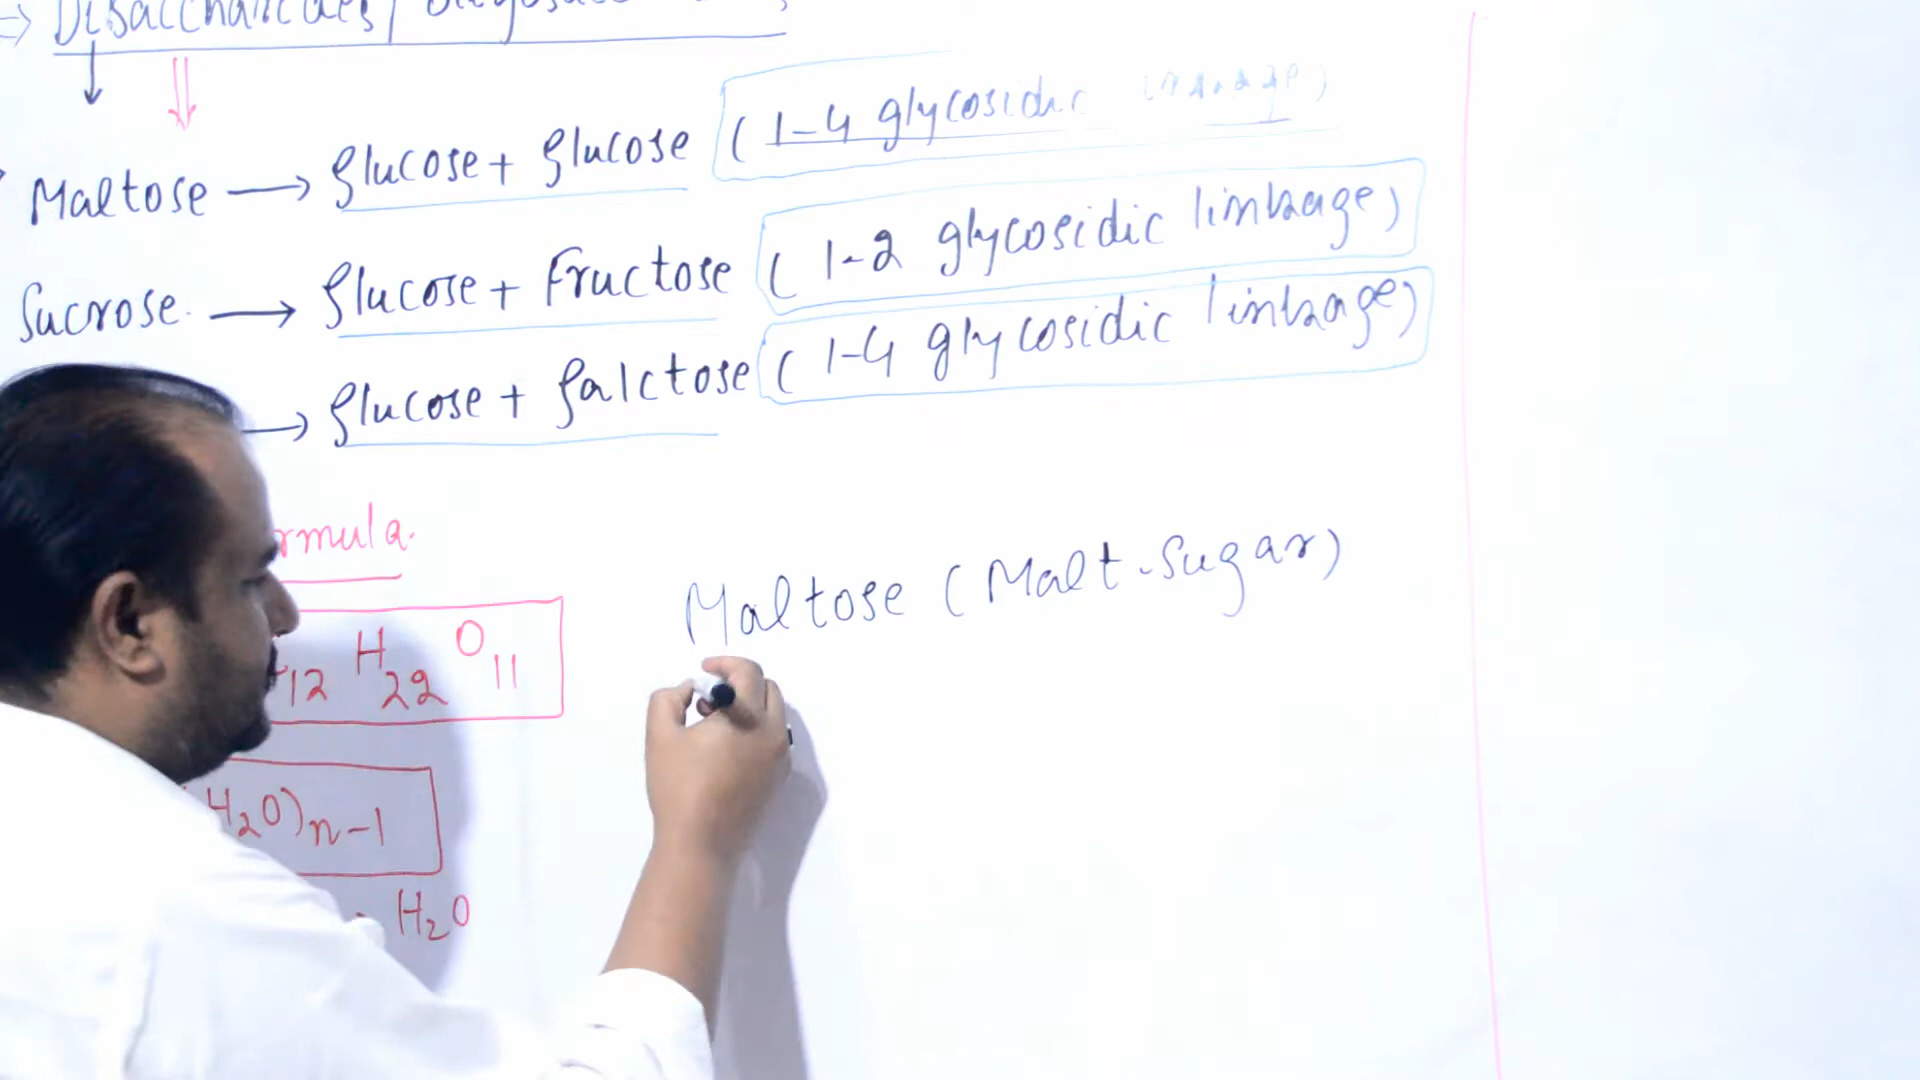 ⇒ Disaccharides/
Maltose → glucose + glucose (1-4 glycosidic linkage)
Sucrose. → glucose + Fructose (1-2 glycosidic linkage)
→ glucose + galctose (1-4 glycosidic linkage)
rmula.
12 H22 O11
H2O)n-1
H2O
Maltose (Malt-Sugar)